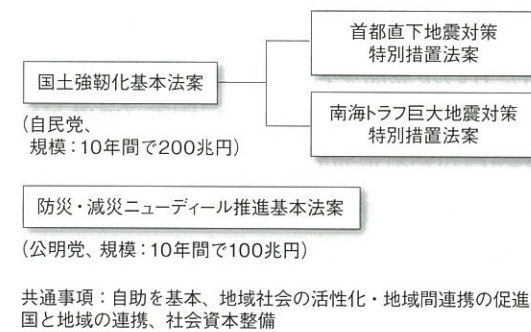 首都直下地震対策
特別措置法案
国土強靭化基本法案
(自民党、
規模：10年間で200兆円)
南海トラフ巨大地震対策
特別措置法案
防災・減災ニューディール推進基本法案
(公明党、規模：10年間で100兆円)
共通事項：自助を基本、地域社会の活性化・地域間連携の促進
国と地域の連携、社会資本整備